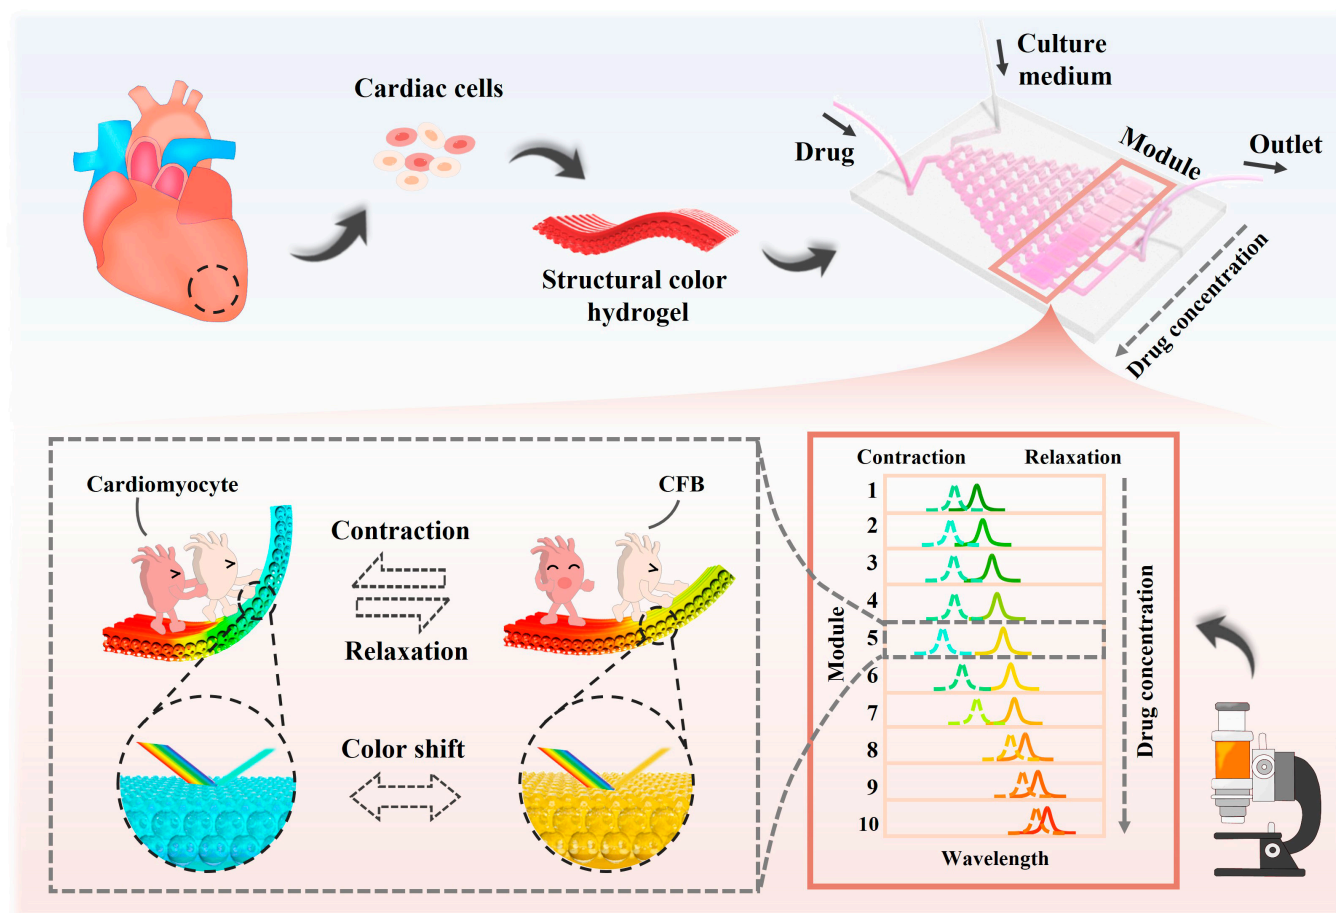 Cardiac cells
Structural color
hydrogel
Culture
medium
Drug
Module
Outlet
Drug concentration
Cardiomyocyte
CFB
Contraction
Relaxation
Color shift
Contraction Relaxation
1
2
3
4
5
6
7
8
9
10
Module
Drug concentration
Wavelength